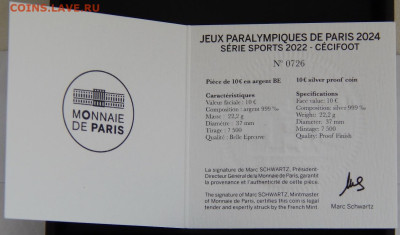 COINS.LAVE.RU
JEUX PARALYMPIQUES DE PARIS 2024
SÉRIE SPORTS 2022 - CÉCIFOOT
N° 0726
Pièce de 10€ en argent BE
Caractéristiques
Valeur faciale : 10 €
Composition : argent 999 ‰
Masse : 22,2 g
Diamètre : 37 mm
Tirage : 7 500
Qualité : Belle Epreuve
10€ silver proof coin
Specifications
Face value: 10 €
Composition: silver 999 ‰
Weight: 22,2 g
Diameter: 37 mm
Mintage: 7 500
Quality: Proof Finish
MONNAIE
DE PARIS
La signature de Marc SCHWARTZ, Président-
Directeur Général de la Monnaie de Paris, garantit
la provenance et l'authenticité de cette pièce.
The signature of Marc SCHWARTZ, Mintmaster
of Monnaie de Paris, certifies this coin is legal
tender and expertly struck by the French Mint.
Marc Schwartz